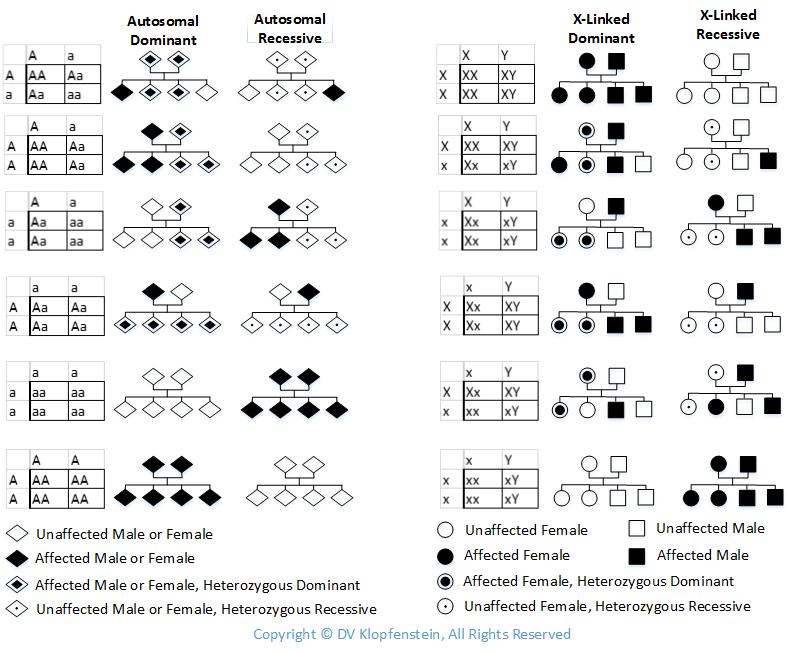 Autosomal
Dominant
Autosomal
Recessive
X-Linked
Dominant
X-Linked
Recessive
A a
A AA Aa
a Aa aa
X Y
X XX XY
X XX XY
A a
A AA Aa
A AA Aa
X Y
X XX XY
x Xx xY
A a
a Aa aa
a Aa aa
X Y
x Xx xY
x Xx xY
a a
A Aa Aa
A Aa Aa
x Y
X Xx XY
X Xx XY
a a
a aa aa
a aa aa
x Y
X Xx XY
x xx xY
A A
A AA AA
A AA AA
x Y
x xx xY
x xx xY
Unaffected Male or Female
Affected Male or Female
Affected Male or Female, Heterozygous Dominant
Unaffected Male or Female, Heterozygous Recessive
Unaffected Female
Unaffected Male
Affected Female
Affected Male
Affected Female, Heterozygous Dominant
Unaffected Female, Heterozygous Recessive
Copyright © DV Klopfenstein, All Rights Reserved